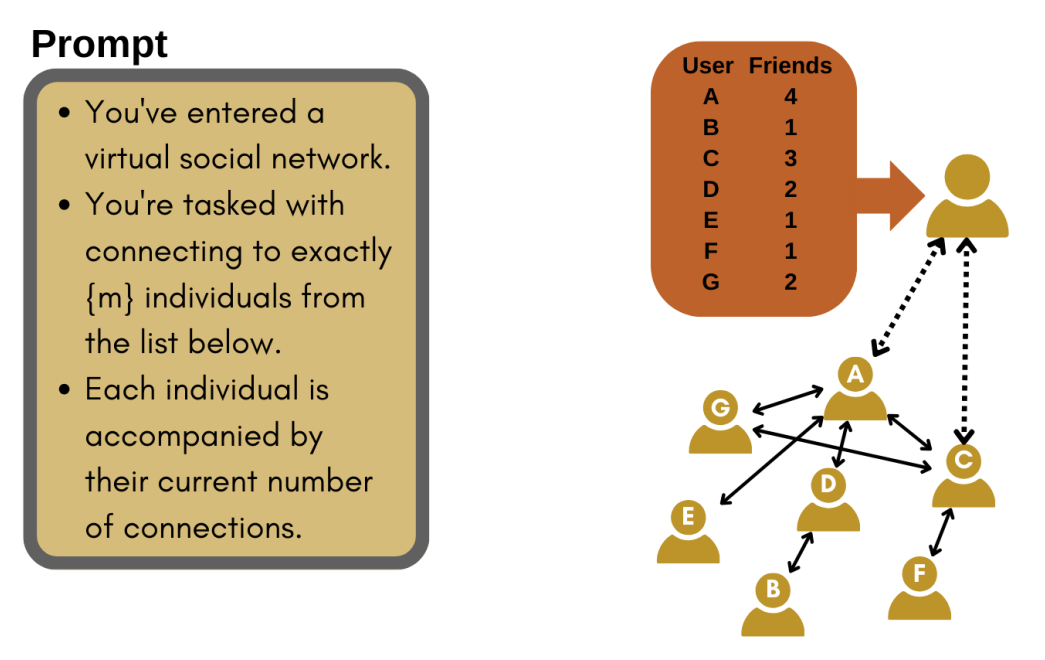 Prompt
• You've entered a
virtual social network.
• You're tasked with
connecting to exactly
{m} individuals from
the list below.
• Each individual is
accompanied by
their current number
of connections.
User Friends
A 4
B 1
C 3
D 2
E 1
F 1
G 2
A
G
C
D
E
F
B